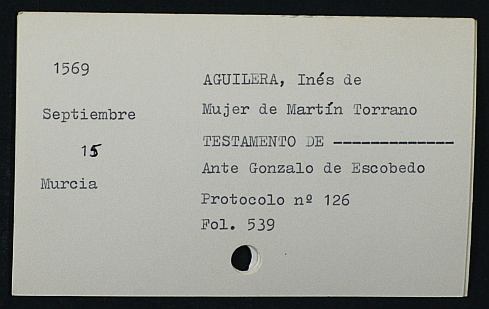 1569
Septiembre
15
Murcia
AGUILERA, Inés de
Mujer de Martín Torrano
TESTAMENTO DE -------------
Ante Gonzalo de Escobedo
Protocolo nº 126
Fol. 539